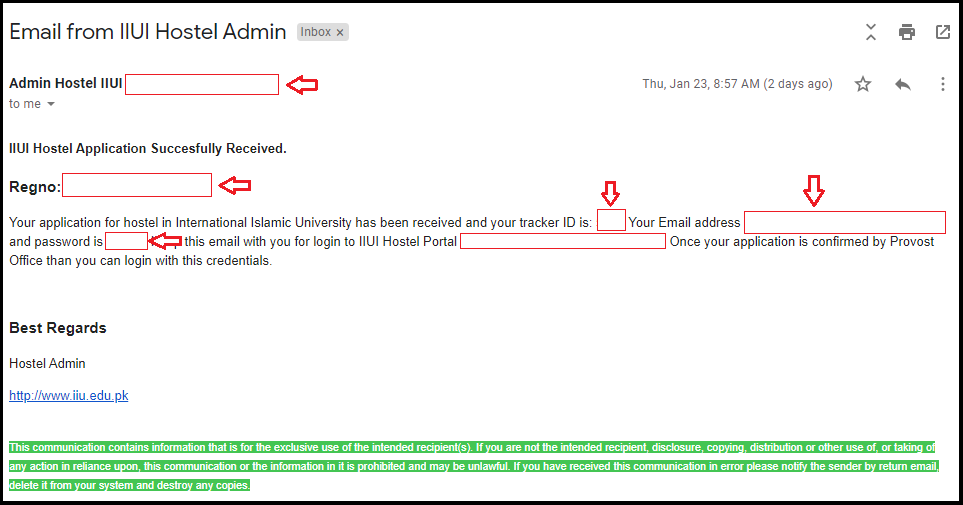 Email from IIUI Hostel Admin Inbox ×
Admin Hostel IIUI Thu, Jan 23, 8:57 AM (2 days ago)
to me
IIUI Hostel Application Succesfully Received.
Regno:
Your application for hostel in International Islamic University has been received and your tracker ID is: Your Email address
and password is this email with you for login to IIUI Hostel Portal Once your application is confirmed by Provost
Office than you can login with this credentials.
Best Regards
Hostel Admin
http://www.iiu.edu.pk
This communication contains information that is for the exclusive use of the intended recipient(s). If you are not the intended recipient, disclosure, copying, distribution or other use of, or taking of
any action in reliance upon, this communication or the information in it is prohibited and may be unlawful. If you have received this communication in error please notify the sender by return email,
delete it from your system and destroy any copies.